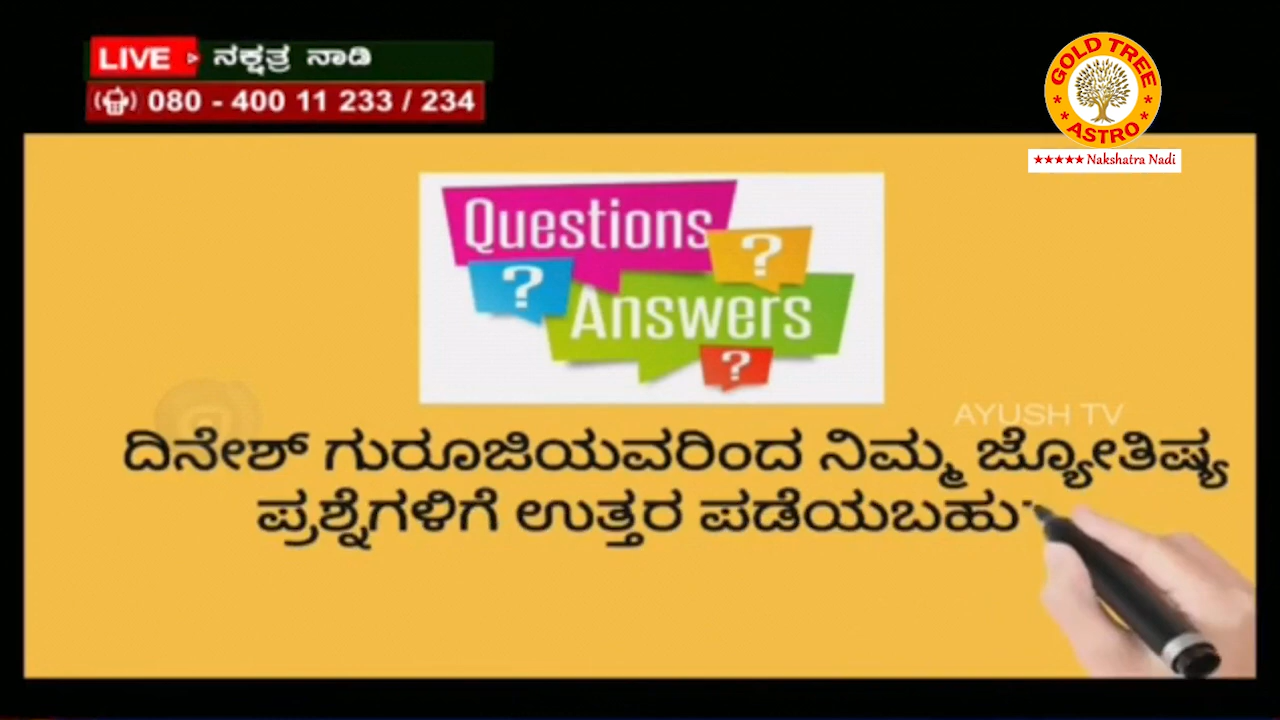 LIVE ನಕ್ಷತ್ರ ನಾಡಿ
080 - 400 11 233 / 234
GOLD TREE
ASTRO
★★★★★ Nakshatra Nadi
Questions
?
?
Answers
?
AYUSH TV
ದಿನೇಶ್ ಗುರೂಜಿಯವರಿಂದ ನಿಮ್ಮ ಜ್ಯೋತಿಷ್ಯ
ಪ್ರಶ್ನೆಗಳಿಗೆ ಉತ್ತರ ಪಡೆಯಬಹು